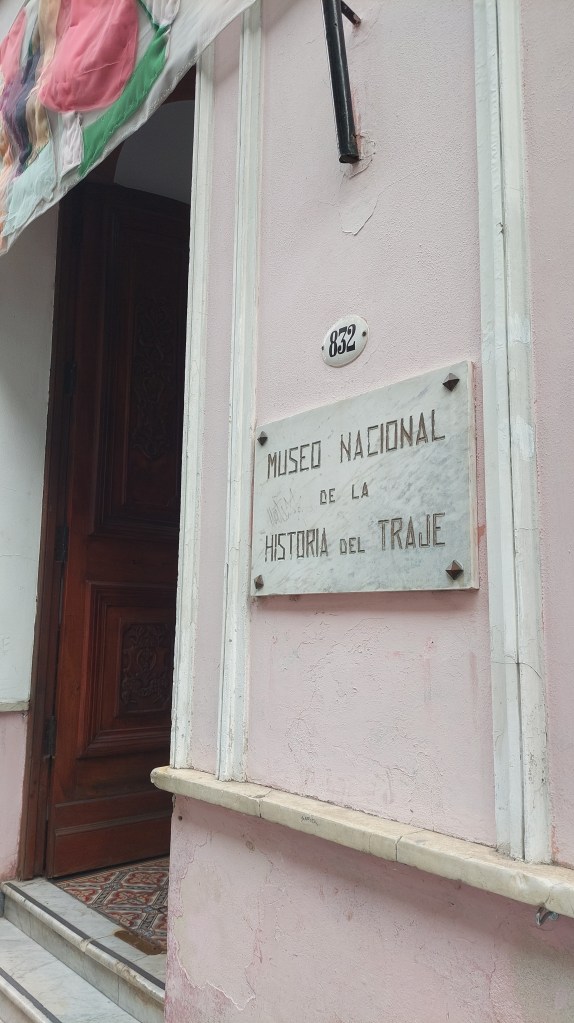 832
MUSEO NACIONAL
DE LA
HISTORIA DEL TRAJE